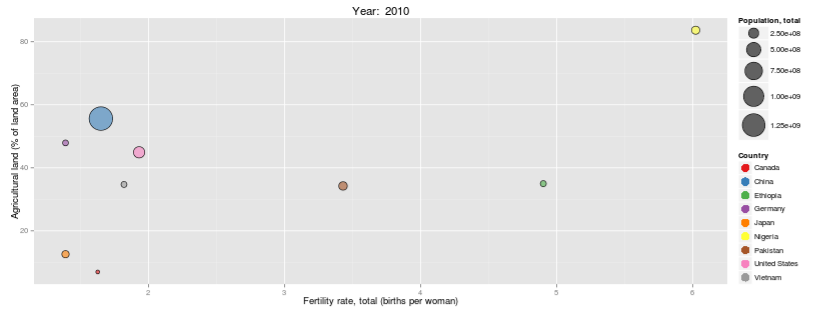 Year: 2010
Agricultural land (% of land area)
80
60
40
20
2
3
4
5
6
Fertility rate, total (births per woman)
Population, total
2.50e+08
5.00e+08
7.50e+08
1.00e+09
1.25e+09
Country
Canada
China
Ethiopia
Germany
Japan
Nigeria
Pakistan
United States
Vietnam